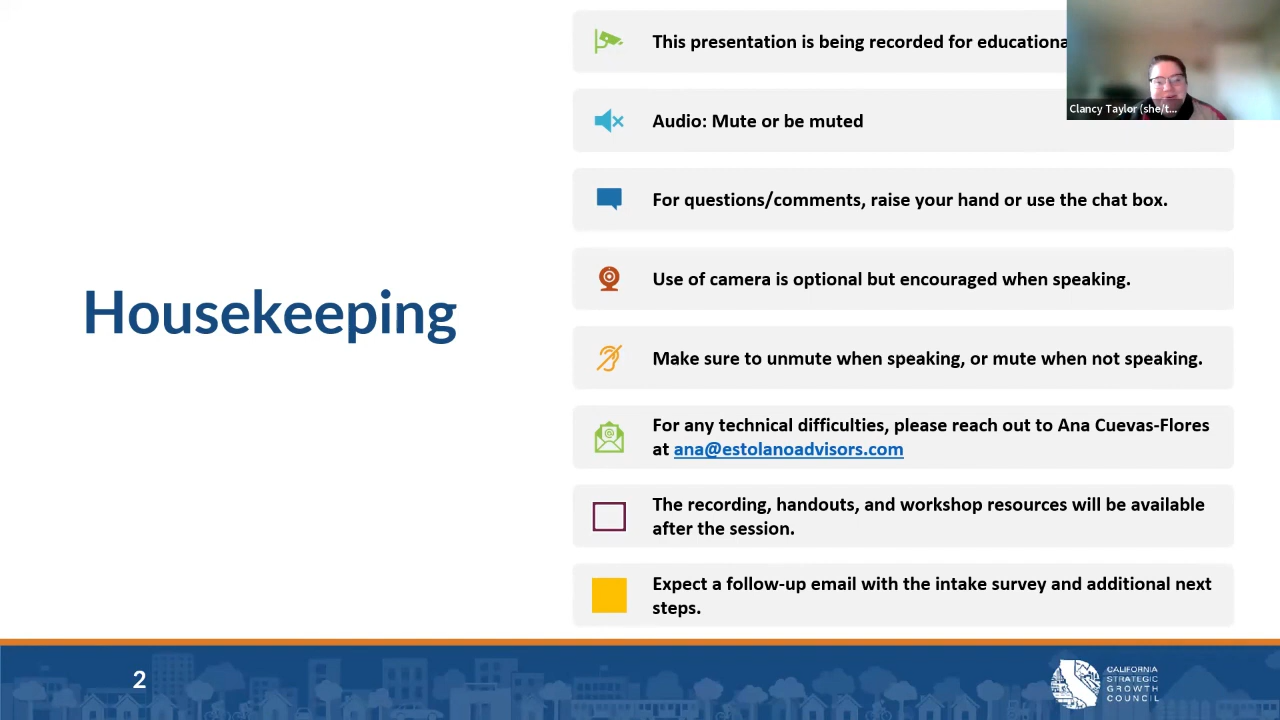 This presentation is being recorded for educationa
Clancy Taylor (she/t...
Audio: Mute or be muted
For questions/comments, raise your hand or use the chat box.
Use of camera is optional but encouraged when speaking.
Housekeeping
Make sure to unmute when speaking, or mute when not speaking.
For any technical difficulties, please reach out to Ana Cuevas-Flores
at ana@estolanoadvisors.com
The recording, handouts, and workshop resources will be available
after the session.
Expect a follow-up email with the intake survey and additional next
steps.
2
CALIFORNIA
STRATEGIC
GROWTH
COUNCIL